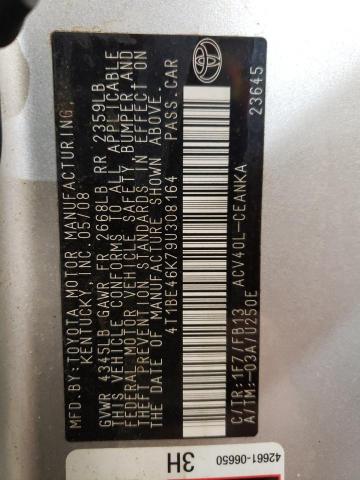 MFD. BY: TOYOTA MOTOR MANUFACTURING,
KENTUCKY, INC. 05/08
GVWR 4345LB GAWR FR 2668LB RR 2359LB
THIS VEHICLE CONFORMS TO ALL APPLICABLE
FEDERAL MOTOR VEHICLE SAFETY, BUMPER AND
THEFT PREVENTION STANDARDS IN EFFECT ON
THE DATE OF MANUFACTURE SHOWN ABOVE.
4T1BE46K79U308164 PASS.CAR
C/TR: 1F7/FB13 ACV40L-CEANKA
A/TM: -03A/U250E 23645
42661-06650
3H